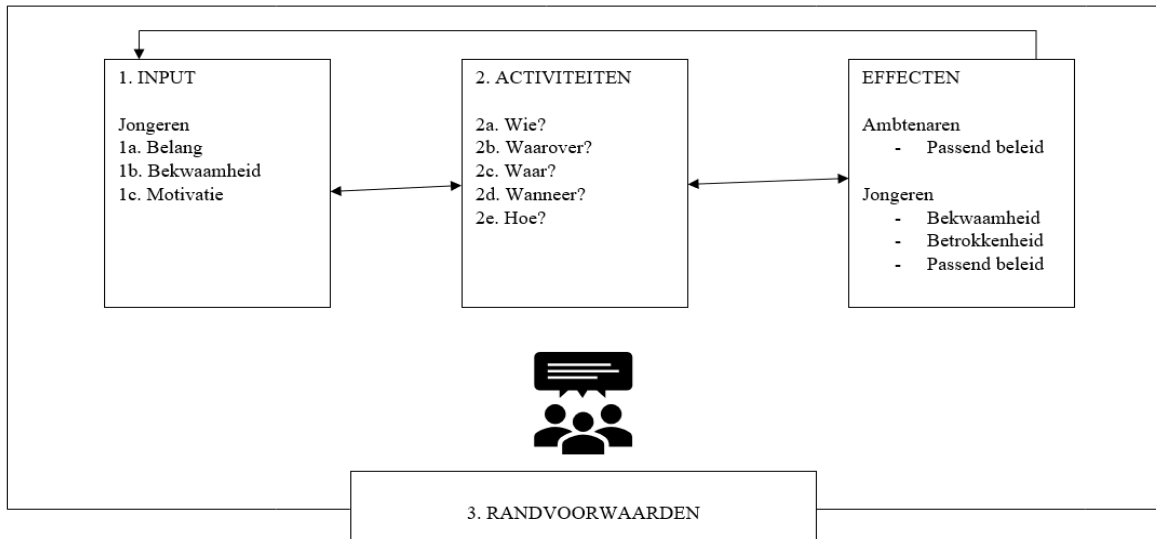 1. INPUT
Jongeren
1a. Belang
1b. Bekwaamheid
1c. Motivatie
2. ACTIVITEITEN
2a. Wie?
2b. Waarover?
2c. Waar?
2d. Wanneer?
2e. Hoe?
EFFECTEN
Ambtenaren
- Passend beleid
Jongeren
- Bekwaamheid
- Betrokkenheid
- Passend beleid
3. RANDVOORWAARDEN